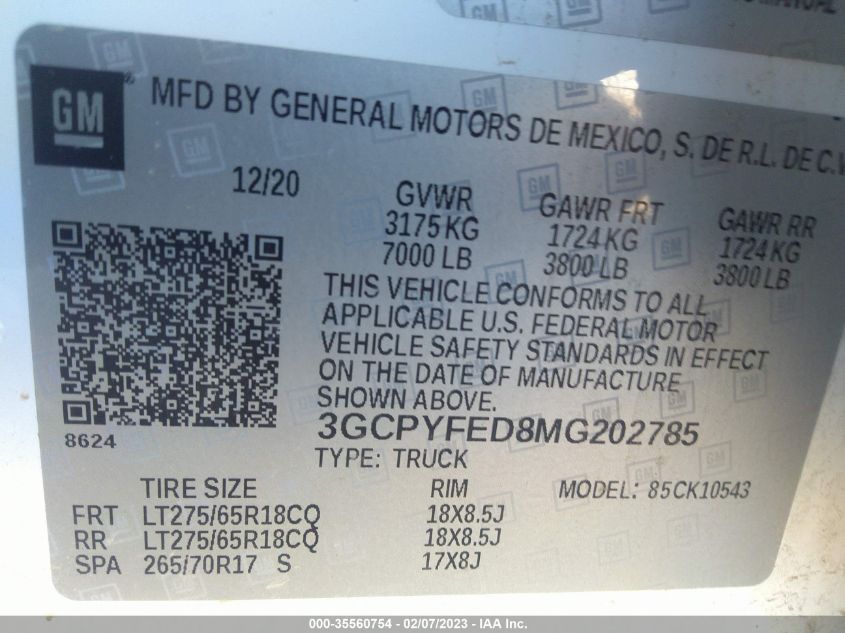 MANUAL
GM
MFD BY GENERAL MOTORS DE MEXICO, S. DE R.L. DE C.V
12/20
GVWR
3175 KG
7000 LB
GAWR FRT
1724 KG
3800 LB
GAWR RR
1724 KG
3800 LB
THIS VEHICLE CONFORMS TO ALL
APPLICABLE U.S. FEDERAL MOTOR
VEHICLE SAFETY STANDARDS IN EFFECT
ON THE DATE OF MANUFACTURE
SHOWN ABOVE.
8624
3GCPYFED8MG202785
TYPE: TRUCK
TIRE SIZE RIM MODEL: 85CK10543
FRT LT275/65R18CQ 18X8.5J
RR LT275/65R18CQ 18X8.5J
SPA 265/70R17 S 17X8J
000-35560754 - 02/07/2023 - IAA Inc.